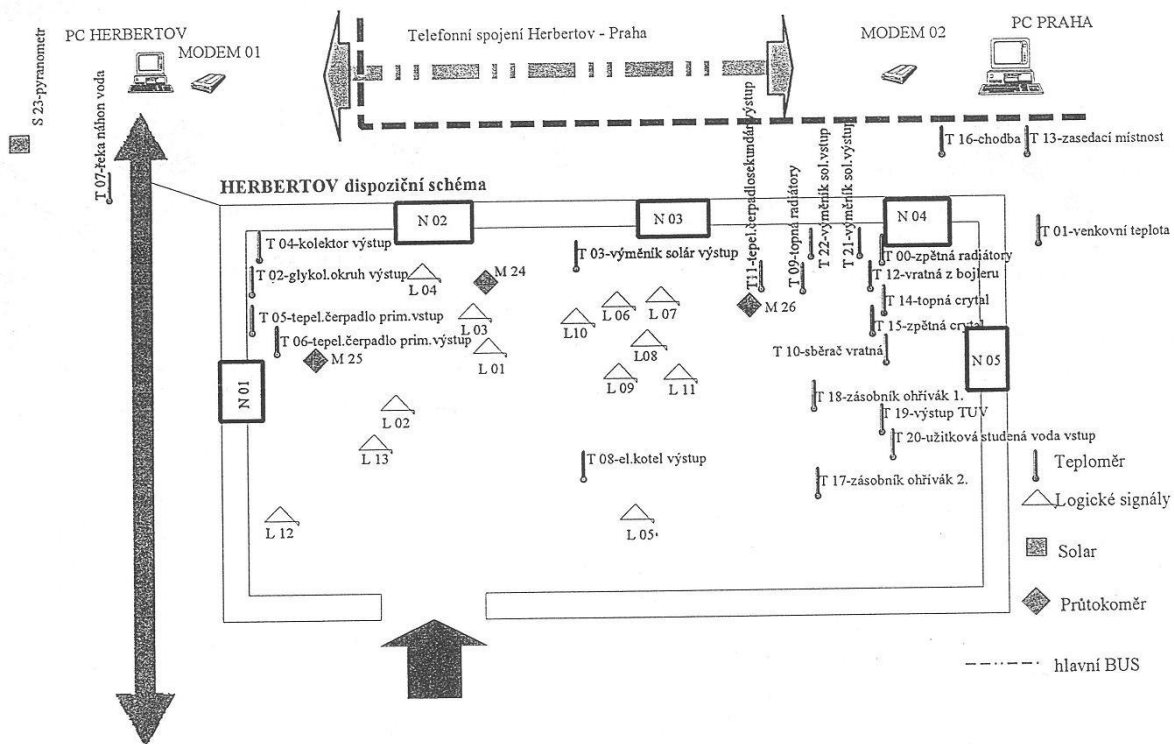 PC HERBERTOV
MODEM 01
Telefonní spojení Herbertov - Praha
MODEM 02
PC PRAHA
S 23-pyranometr
T 07-řeka náhon voda
T 16-chodba
T 13-zasedací místnost
HERBERTOV dispoziční schéma
N 02
N 03
N 04
T11-tepel.čerpadlosekundár.výstup
T 09-topná radiátory
T 22-výměník sol.vstup
T 21-výměník sol.výstup
T 01-venkovní teplota
T 04-kolektor výstup
T 03-výměník solár výstup
T 00-zpětná radiátory
T 02-glykol.okruh výstup
L 04
M 24
T 12-vratná z bojleru
T 14-topná crytal
M 26
T 05-tepel.čerpadlo prim.vstup
L 03
L 06
L 07
L10
T 15-zpětná crytal
T 06-tepel.čerpadlo prim.výstup
M 25
L 01
L08
T 10-sběrač vratná
N 01
L 09
L 11
N 05
T 18-zásobník ohřívák 1.
L 02
T 19-výstup TUV
T 20-užitková studená voda vstup
L 13
T 08-el.kotel výstup
T 17-zásobník ohřívák 2.
Teploměr
Logické signály
L 12
L 05
Solar
Průtokoměr
hlavní BUS